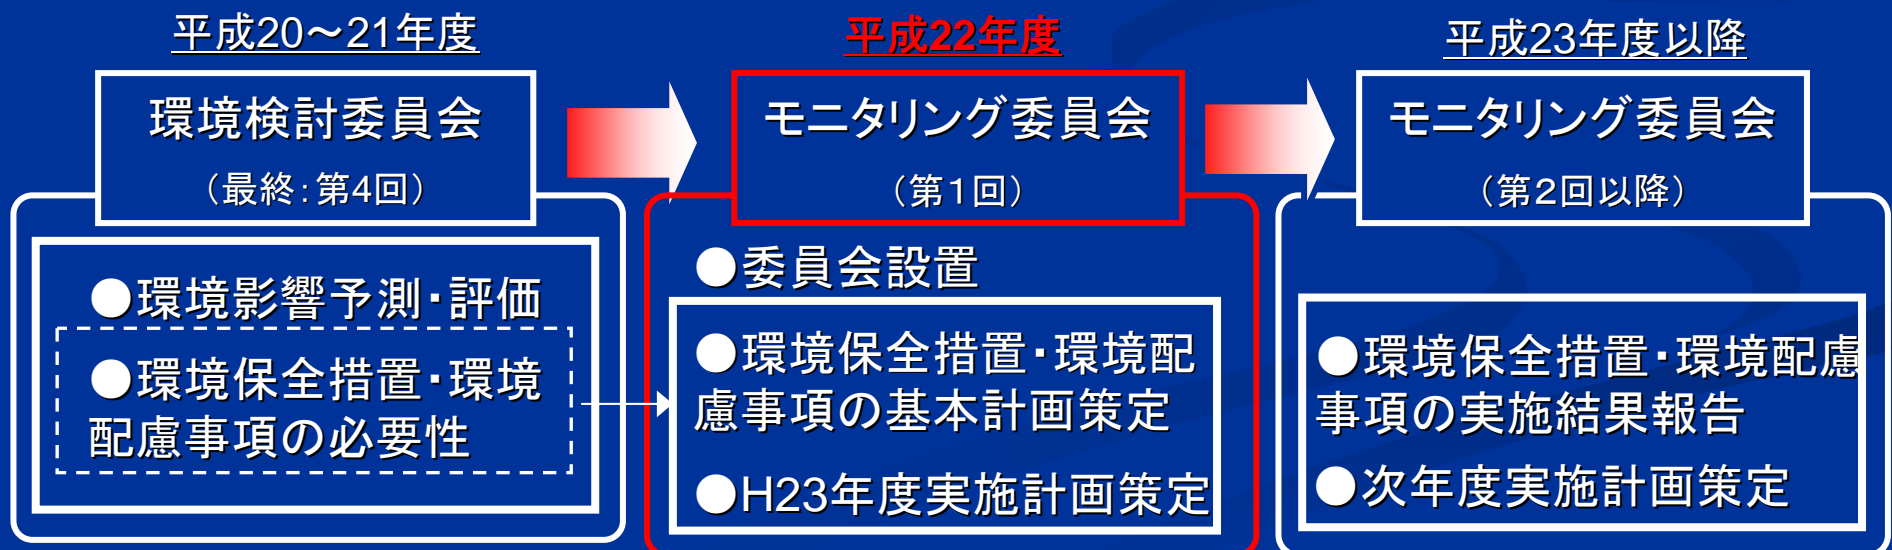 平成20～21年度
環境検討委員会
（最終：第4回）
●環境影響予測・評価
●環境保全措置・環境
配慮事項の必要性
平成22年度
モニタリング委員会
（第１回）
●委員会設置
●環境保全措置・環境配
慮事項の基本計画策定
●H23年度実施計画策定
平成23年度以降
モニタリング委員会
（第２回以降）
●環境保全措置・環境配慮
事項の実施結果報告
●次年度実施計画策定